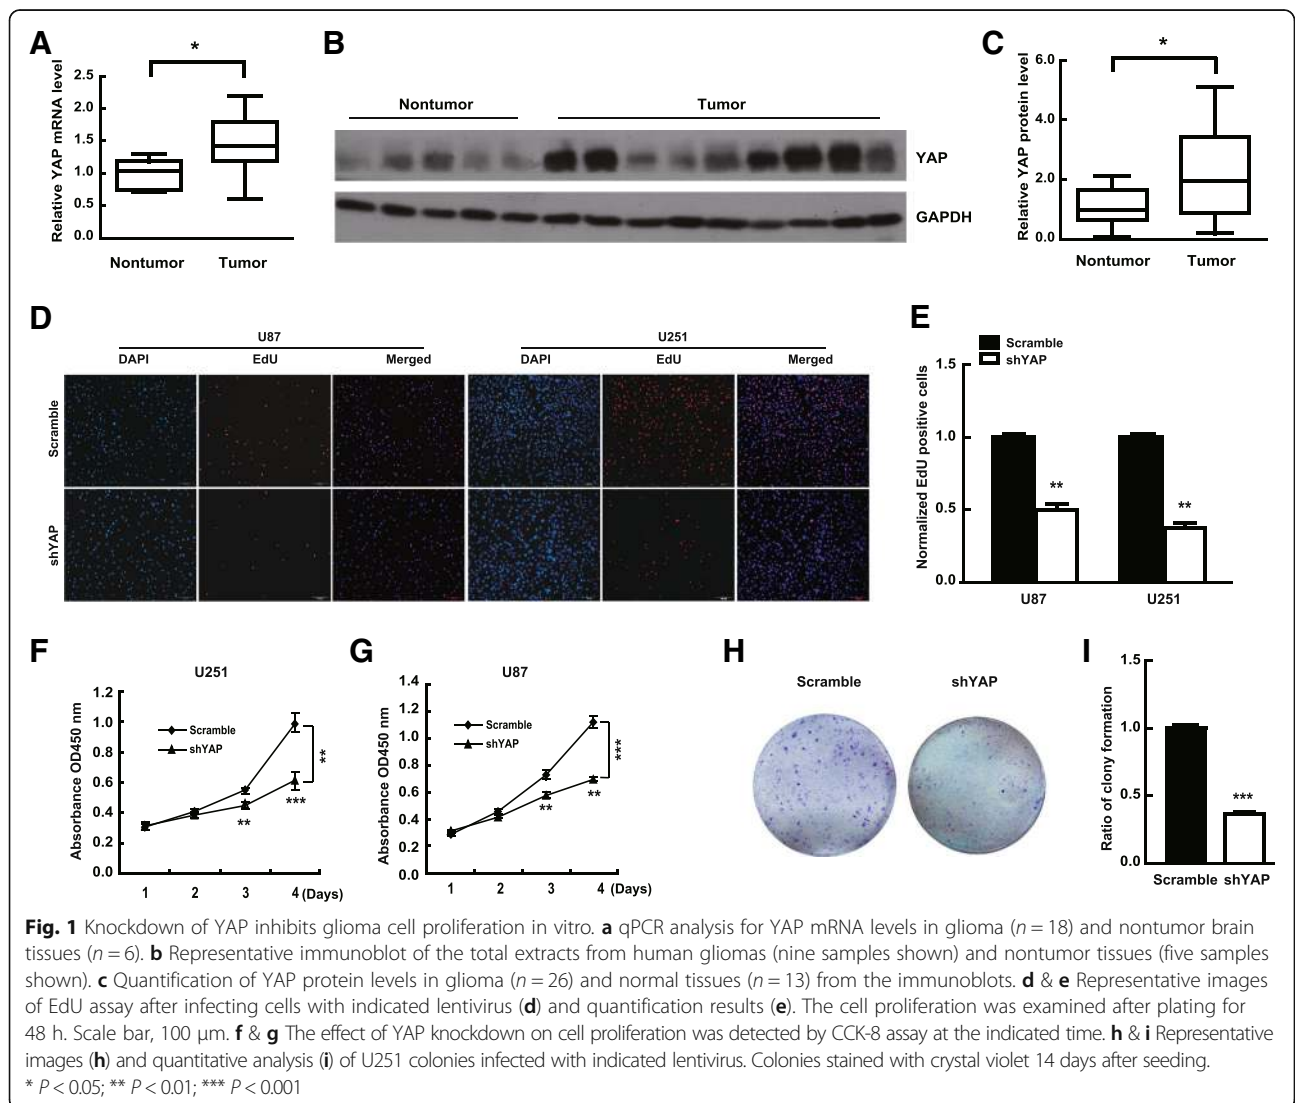 A
*
Relative YAP mRNA level
2.5
2.0
1.5
1.0
0.5
0.0
Nontumor Tumor
B
Nontumor Tumor
YAP
GAPDH
C
*
Relative YAP protein level
6.0
4.0
2.0
0.0
Nontumor Tumor
D
U87 U251
DAPI EdU Merged DAPI EdU Merged
Scramble
shYAP
E
Scramble
shYAP
Normalized EdU positive cells
1.5
1.0
0.5
0.0
** **
U87 U251
F
U251
Absorbance OD450 nm
1.2
1.0
0.8
0.6
0.4
0.2
0.0
Scramble
shYAP
**
***
**
1 2 3 4 (Days)
G
U87
Absorbance OD450 nm
1.4
1.2
1.0
0.8
0.6
0.4
0.2
0.0
Scramble
shYAP
***
** **
1 2 3 4 (Days)
H
Scramble shYAP
I
Ratio of clony formation
1.5
1.0
0.5
0.0
***
Scramble shYAP
Fig. 1 Knockdown of YAP inhibits glioma cell proliferation in vitro. a qPCR analysis for YAP mRNA levels in glioma (n = 18) and nontumor brain
tissues (n = 6). b Representative immunoblot of the total extracts from human gliomas (nine samples shown) and nontumor tissues (five samples
shown). c Quantification of YAP protein levels in glioma (n = 26) and normal tissues (n = 13) from the immunoblots. d & e Representative images
of EdU assay after infecting cells with indicated lentivirus (d) and quantification results (e). The cell proliferation was examined after plating for
48 h. Scale bar, 100 μm. f & g The effect of YAP knockdown on cell proliferation was detected by CCK-8 assay at the indicated time. h & i Representative
images (h) and quantitative analysis (i) of U251 colonies infected with indicated lentivirus. Colonies stained with crystal violet 14 days after seeding.
* P < 0.05; ** P < 0.01; *** P < 0.001